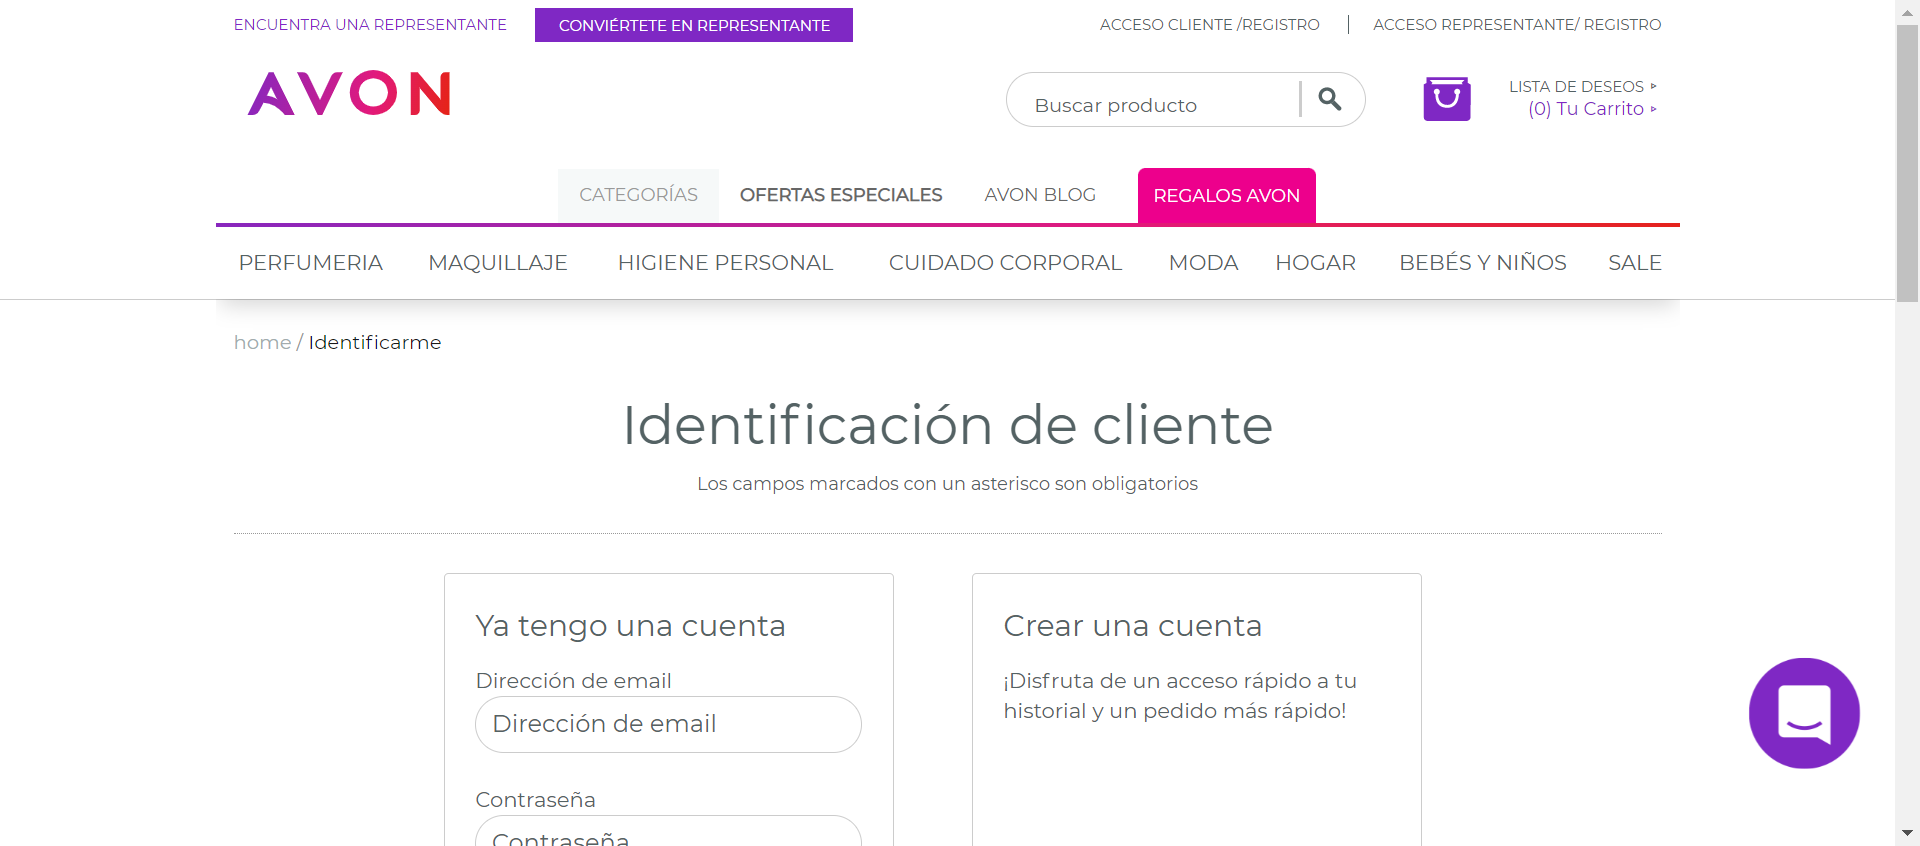 ENCUENTRA UNA REPRESENTANTE
CONVIÉRTETE EN REPRESENTANTE
ACCESO CLIENTE /REGISTRO
ACCESO REPRESENTANTE/ REGISTRO
AVON
Buscar producto
LISTA DE DESEOS
(0) Tu Carrito
CATEGORÍAS
OFERTAS ESPECIALES
AVON BLOG
REGALOS AVON
PERFUMERIA
MAQUILLAJE
HIGIENE PERSONAL
CUIDADO CORPORAL
MODA
HOGAR
BEBÉS Y NIÑOS
SALE
home / Identificarme
Identificación de cliente
Los campos marcados con un asterisco son obligatorios
Ya tengo una cuenta
Dirección de email
Dirección de email
Contraseña
Contraseña
Crear una cuenta
¡Disfruta de un acceso rápido a tu
historial y un pedido más rápido!